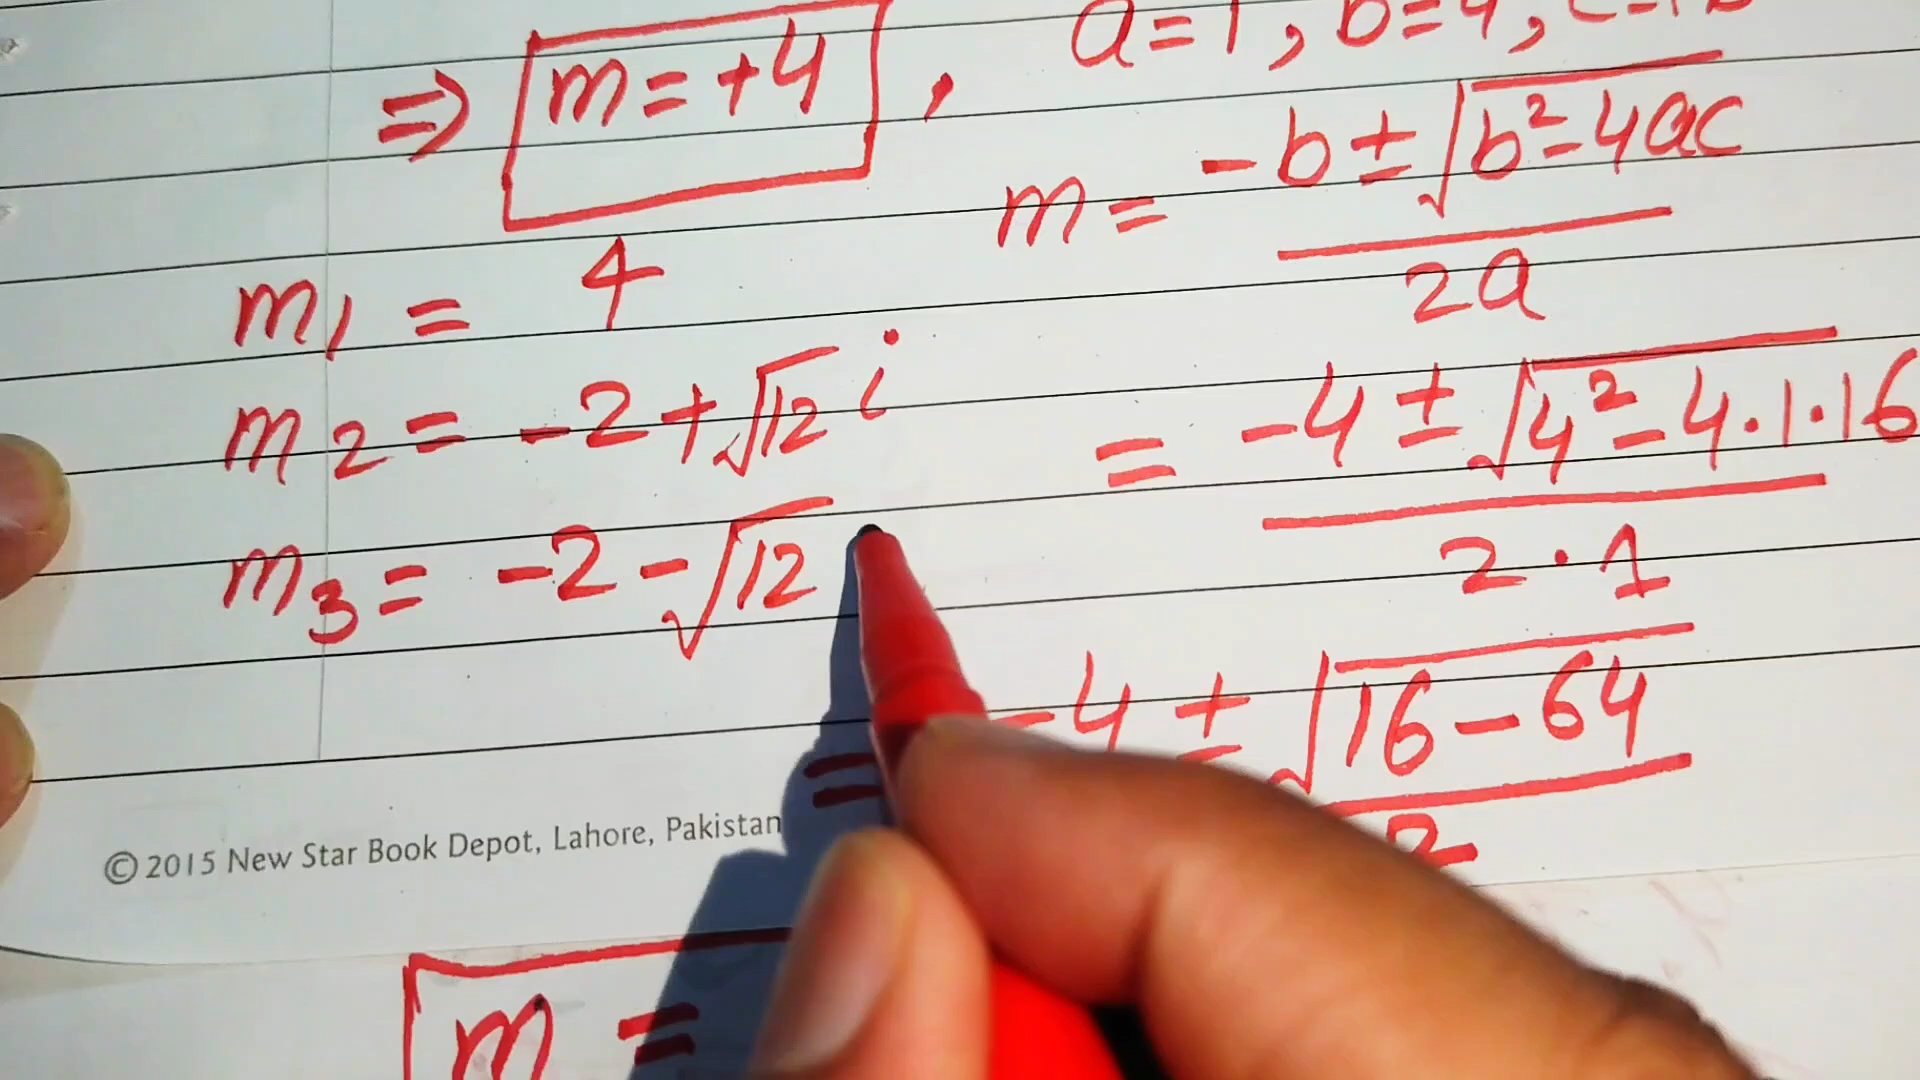 ⇒ m = +4 ,
m1 = 4
m2 = -2 + √12 i
m3 = -2 - √12
© 2015 New Star Book Depot, Lahore, Pakistan
m =
a = 1 , b = 4 ,
m = -b ± √b² - 4ac
2a
= -4 ± √4² - 4 · 1 · 16
2 · 1
= -4 ± √16 - 64
2